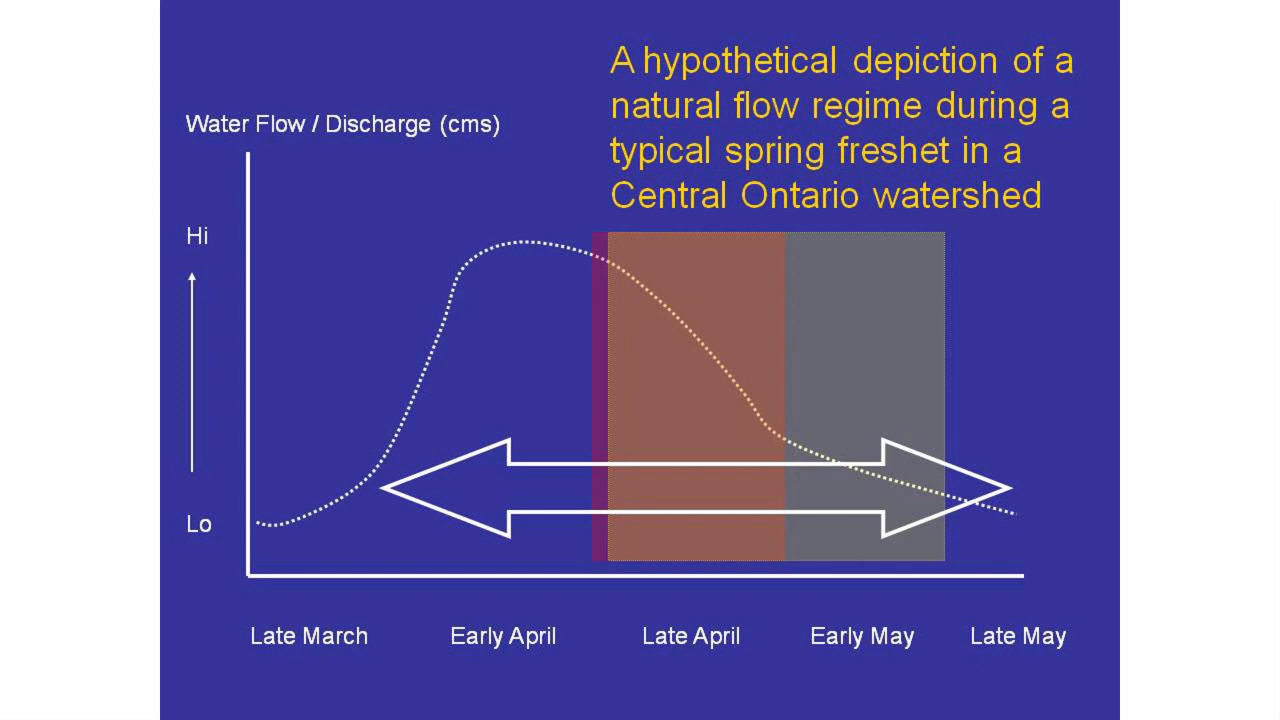 A hypothetical depiction of a
natural flow regime during a
typical spring freshet in a
Central Ontario watershed
Water Flow / Discharge (cms)
Hi
Lo
Late March
Early April
Late April
Early May
Late May